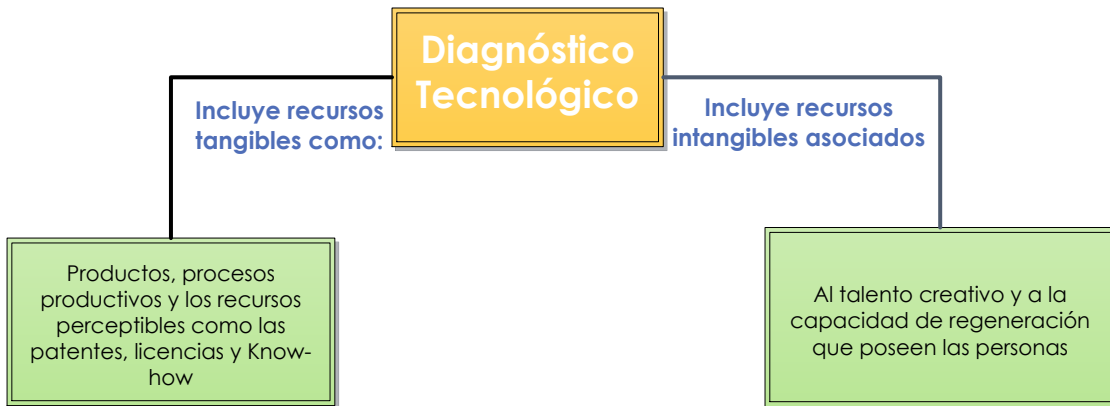 Diagnóstico
Tecnológico
Incluye recursos
tangibles como:
Incluye recursos
intangibles asociados
Productos, procesos
productivos y los recursos
perceptibles como las
patentes, licencias y Know-
how
Al talento creativo y a la
capacidad de regeneración
que poseen las personas